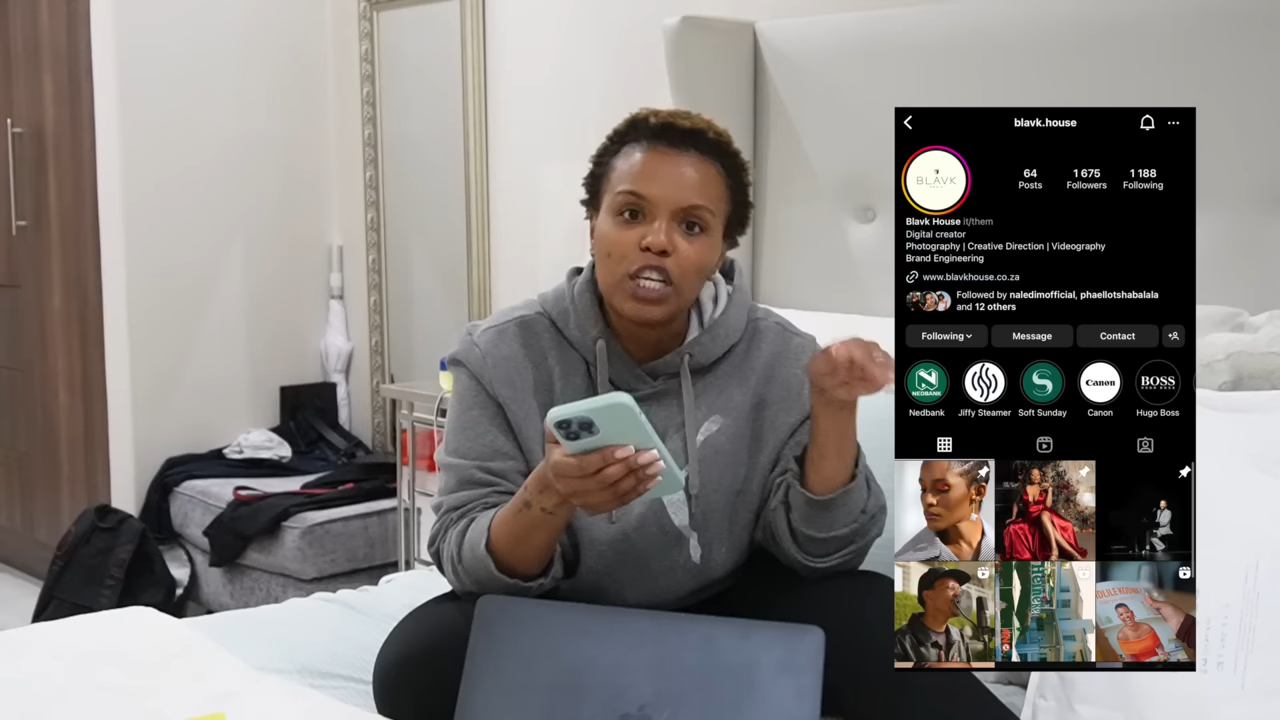 blavk.house
BLAVK
64
Posts
1 675
Followers
1 188
Following
Blavk House it/them
Digital creator
Photography | Creative Direction | Videography
Brand Engineering
www.blavkhouse.co.za
Followed by naledimofficial, phaellotshabalala
and 12 others
Following
Message
Contact
NEDBANK
S
Canon
BOSS
Nedbank
Jiffy Steamer
Soft Sunday
Canon
Hugo Boss